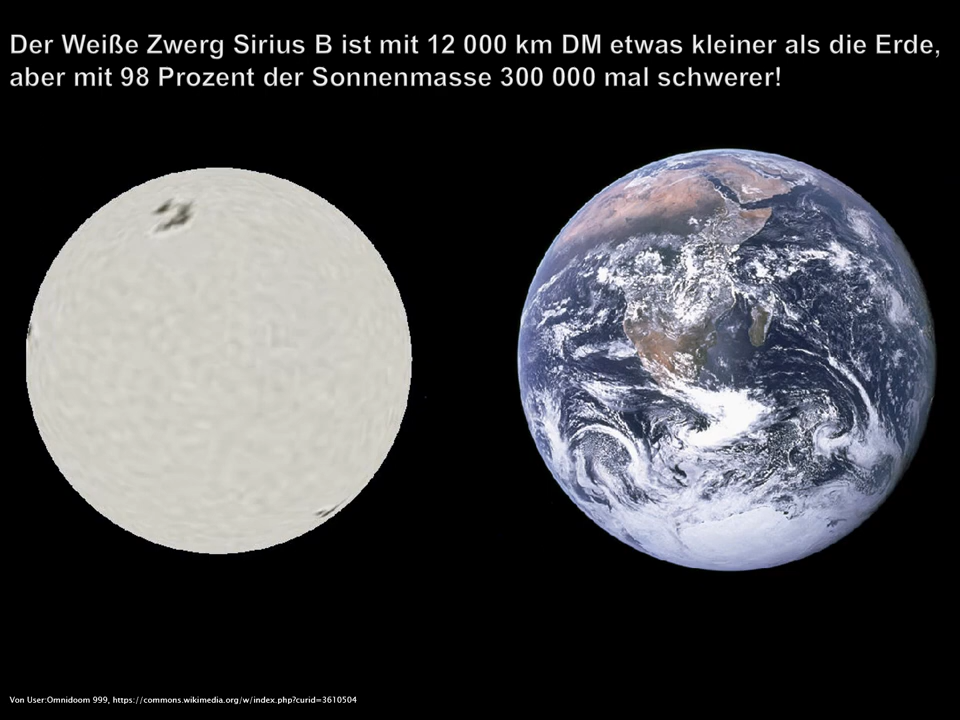 Der Weiße Zwerg Sirius B ist mit 12 000 km DM etwas kleiner als die Erde,
aber mit 98 Prozent der Sonnenmasse 300 000 mal schwerer!
Von User:Omnidoom 999, https://commons.wikimedia.org/w/index.php?curid=3610504